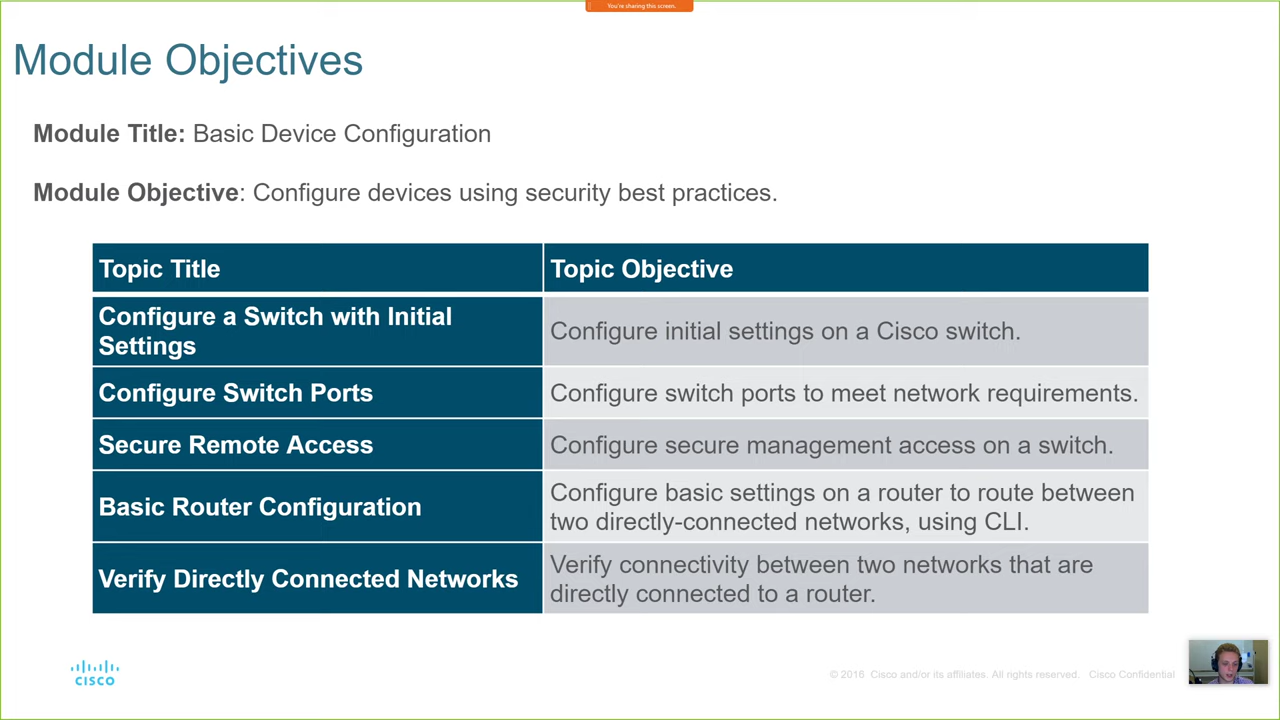 You're sharing this screen.
Module Objectives
Module Title: Basic Device Configuration
Module Objective: Configure devices using security best practices.
Topic Title
Topic Objective
Configure a Switch with Initial
Settings
Configure initial settings on a Cisco switch.
Configure Switch Ports
Configure switch ports to meet network requirements.
Secure Remote Access
Configure secure management access on a switch.
Basic Router Configuration
Configure basic settings on a router to route between
two directly-connected networks, using CLI.
Verify Directly Connected Networks
Verify connectivity between two networks that are
directly connected to a router.
CISCO
© 2016 Cisco and/or its affiliates. All rights reserved. Cisco Confidential